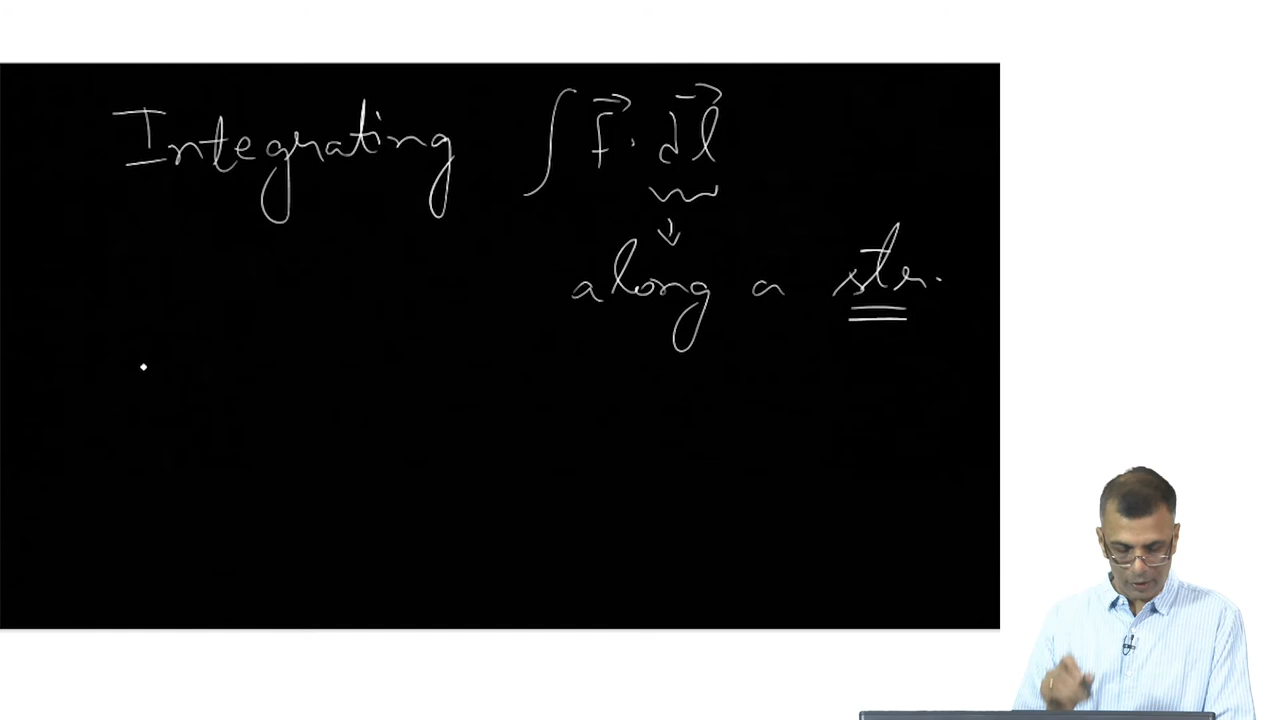 Integrating ∫ F⃗ · dl⃗
along a str.